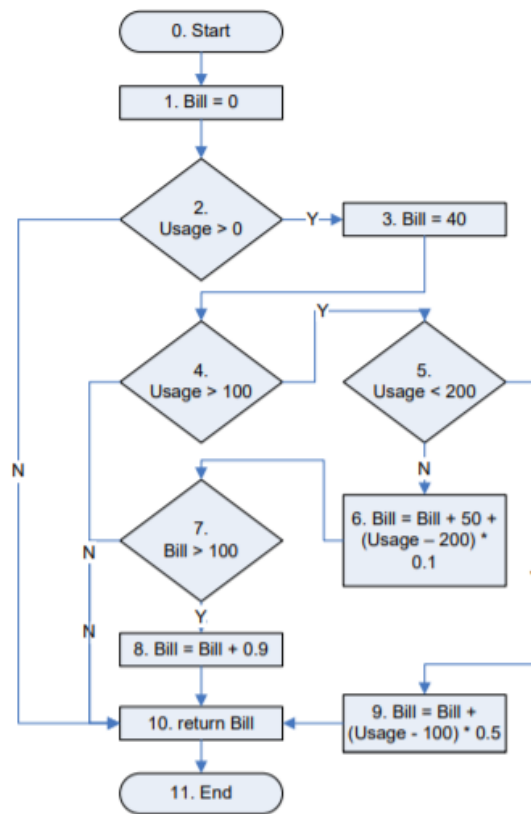 0. Start
1. Bill = 0
2.
Usage > 0
Y
3. Bill = 40
Y
4.
Usage > 100
5.
Usage < 200
N
N
7.
Bill > 100
6. Bill = Bill + 50 +
(Usage – 200) *
0.1
N
N
Y
8. Bill = Bill + 0.9
10. return Bill
9. Bill = Bill +
(Usage - 100) * 0.5
11. End